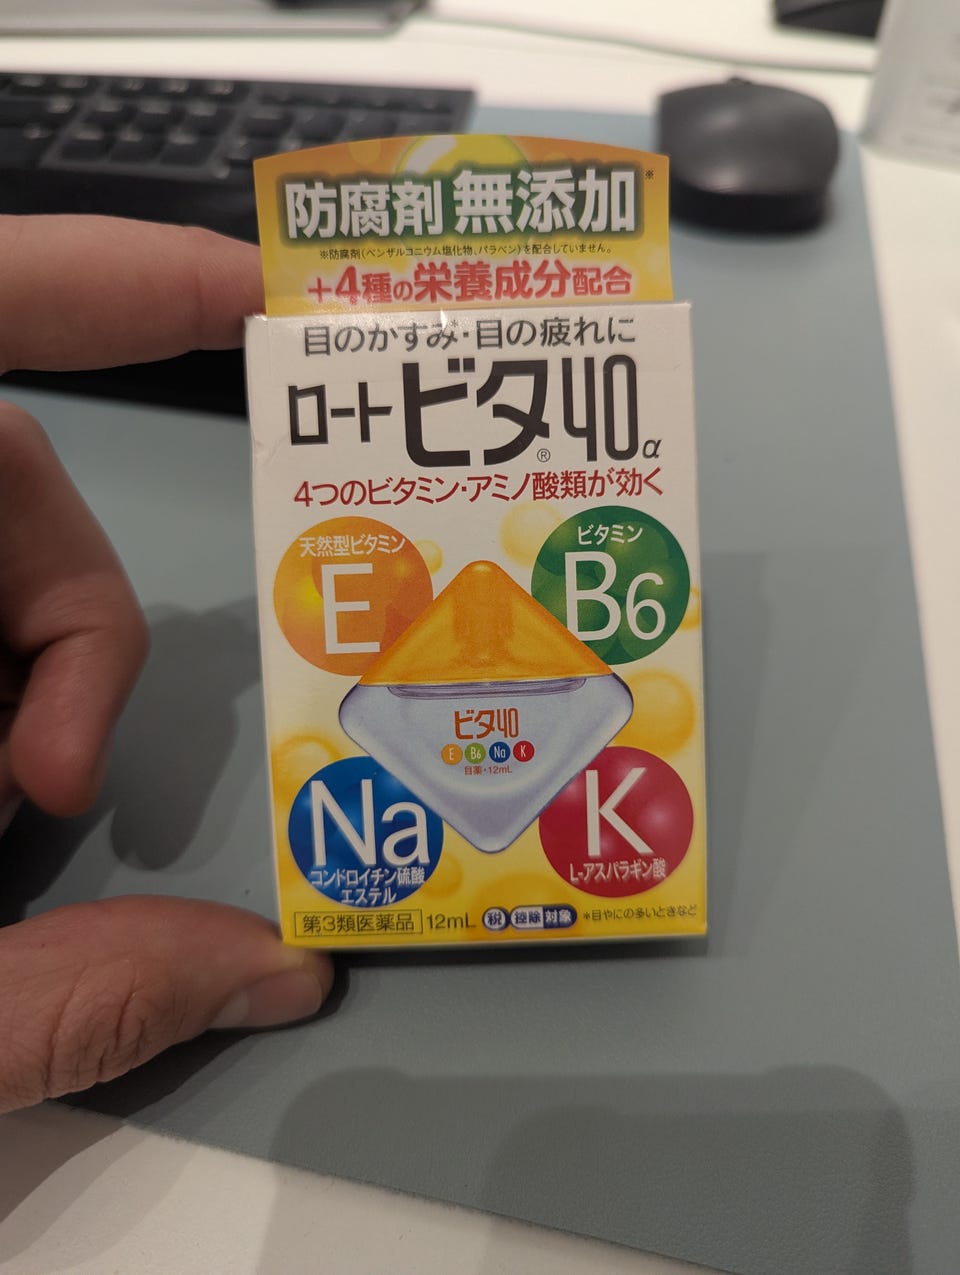 防腐剤 無添加※
※防腐剤(ベンザルコニウム塩化物、パラベン)を配合していません。
+4種の栄養成分配合
目のかすみ※・目の疲れに
ロートビタ40α
®
4つのビタミン・アミノ酸類が効く
天然型ビタミン
E
ビタミン
B6
ビタ40
E B6 Na K
目薬・12mL
Na
コンドロイチン硫酸
エステル
K
L-アスパラギン酸
第3類医薬品 12mL 税 控除 対象 ※目やにの多いときなど